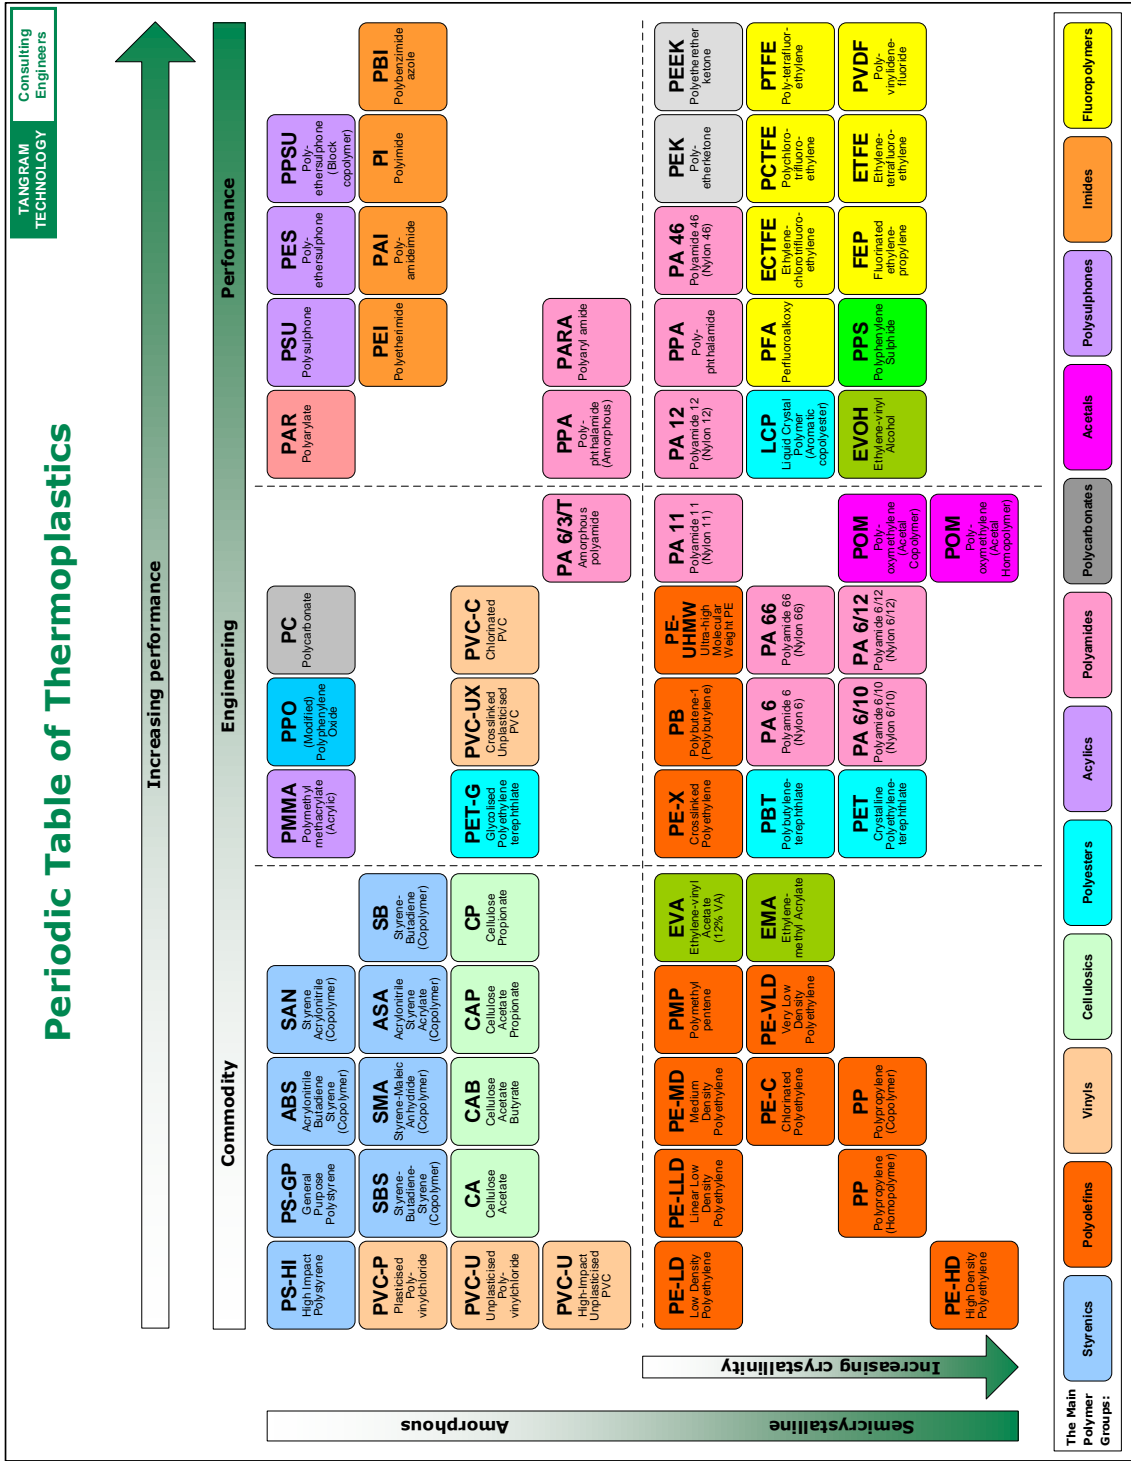 Periodic Table of Thermoplastics
TANGRAM
TECHNOLOGY
Consulting
Engineers
Increasing performance
Commodity
Engineering
Performance
Amorphous
Semicrystalline
Increasing crystallinity
PS-HI
High Impact
Polystyrene
PS-GP
General
Purpose
Polystyrene
ABS
Acrylonitrile
Butadiene
Styrene
(Copolymer)
SAN
Styrene
Acrylonitrile
(Copolymer)
PMMA
Polymethyl
methacrylate
(Acrylic)
PPO
(Modified)
Polyphenylene
Oxide
PC
Polycarbonate
PAR
Polyarylate
PSU
Polysulphone
PES
Poly-
ethersulphone
PPSU
Poly-
ethersulphone
(Block
copolymer)
PVC-P
Plasticised
Poly-
vinylchloride
SBS
Styrene-
Butadiene-
Styrene
(Copolymer)
SMA
Styrene-Maleic
Anhydride
(Copolymer)
ASA
Acrylonitrile
Styrene
Acrylate
(Copolymer)
SB
Styrene-
Butadiene
(Copolymer)
PEI
Polyetherimide
PAI
Poly-
amideimide
PI
Polyimide
PBI
Polybenzimide
azole
PVC-U
Unplasticised
Poly-
vinylchloride
CA
Cellulose
Acetate
CAB
Cellulose
Acetate
Butyrate
CAP
Cellulose
Acetate
Propionate
CP
Cellulose
Propionate
PET-G
Glycolised
Polyethylene
terephthlate
PVC-UX
Crosslinked
Unplasticised
PVC
PVC-C
Chlorinated
PVC
PVC-U
High-Impact
Unplasticised
PVC
PA 6/3/T
Amorphous
polyamide
PPA
Poly-
phthalamide
(Amorphous)
PARA
Polyaryl amide
PE-LD
Low Density
Polyethylene
PE-LLD
Linear Low
Density
Polyethylene
PE-MD
Medium
Density
Polyethylene
PMP
Polymethyl
pentene
EVA
Ethylene-vinyl
Acetate
(12% VA)
PE-X
Crosslinked
Polyethylene
PB
Polybutene-1
(Polybutylene)
PE-
UHMW
Ultra-high
Molecular
Weight PE
PA 11
Polyamide 11
(Nylon 11)
PA 12
Polyamide 12
(Nylon 12)
PPA
Poly-
phthalamide
PA 46
Polyamide 46
(Nylon 46)
PEK
Poly-
etherketone
PEEK
Polyetherether
ketone
PE-C
Chlorinated
Polyethylene
PE-VLD
Very Low
Density
Polyethylene
EMA
Ethylene-
methyl Acrylate
PBT
Polybutylene-
terephthlate
PA 6
Polyamide 6
(Nylon 6)
PA 66
Polyamide 66
(Nylon 66)
LCP
Liquid Crystal
Polymer
(Aromatic
copolyester)
PFA
Perfluoroalkoxy
ECTFE
Ethylene-
chlorotrifluoro-
ethylene
PCTFE
Polychloro-
trifluoro-
ethylene
PTFE
Poly-tetrafluor-
ethylene
PP
Polypropylene
(Homopolymer)
PP
Polypropylene
(Copolymer)
PET
Crystalline
Polyethylene-
terephthlate
PA 6/10
Polyamide 6/10
(Nylon 6/10)
PA 6/12
Polyamide 6/12
(Nylon 6/12)
POM
Poly-
oxymethylene
(Acetal
Copolymer)
EVOH
Ethylene-vinyl
Alcohol
PPS
Polyphenylene
Sulphide
FEP
Fluorinated
ethylene-
propylene
ETFE
Ethylene-
tetrafluoro-
ethylene
PVDF
Poly-
vinylidene-
fluoride
PE-HD
High Density
Polyethylene
POM
Poly-
oxymethylene
(Acetal
Homopolymer)
The Main
Polymer
Groups:
Styrenics
Polyolefins
Vinyls
Cellulosics
Polyesters
Acylics
Polyamides
Polycarbonates
Acetals
Polysulphones
Imides
Fluoropolymers